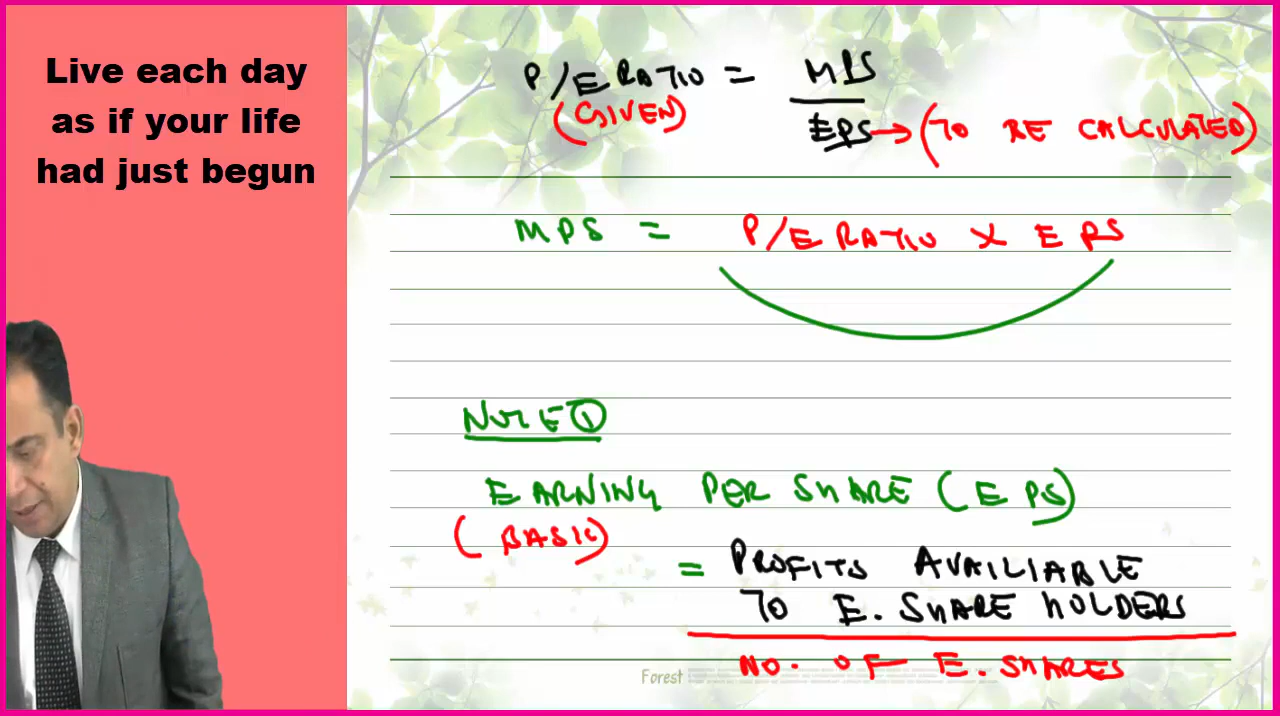 Live each day
as if your life
had just begun
P/E RATIO = MPS
(GIVEN) EPS → (TO BE CALCULATED)
MPS = P/E RATIO X EPS
NOTE ①
EARNING PER SHARE (EPS)
(BASIC)
= PROFITS AVAILIABLE
TO E. SHARE HOLDERS
NO. OF E. SHARES
Forest